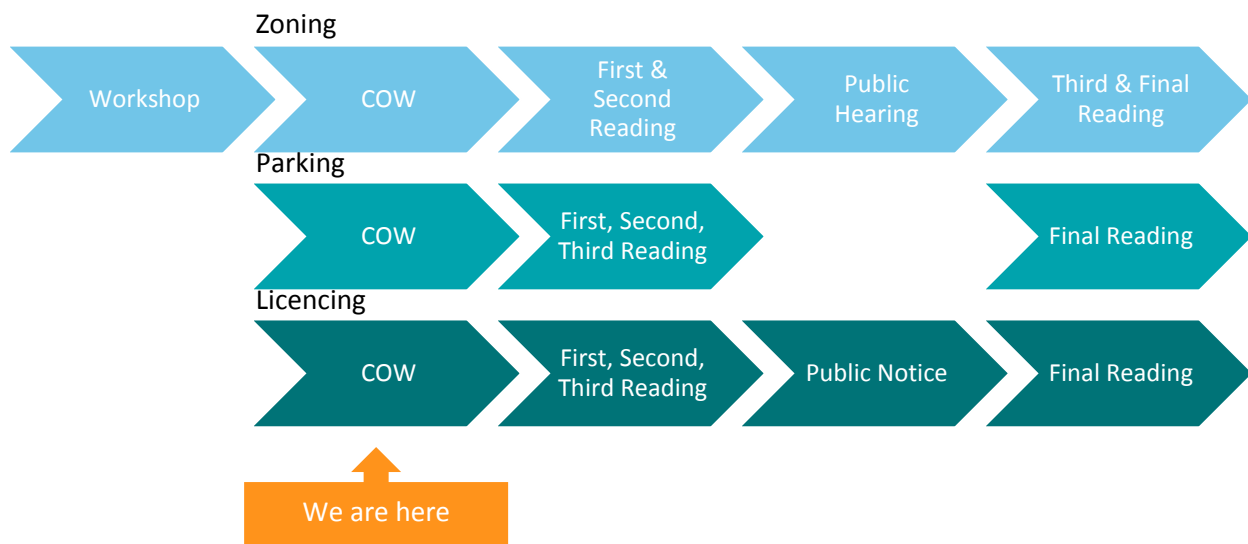 Zoning
Workshop
COW
First &
Second
Reading
Public
Hearing
Third & Final
Reading
Parking
COW
First, Second,
Third Reading
Final Reading
Licencing
COW
First, Second,
Third Reading
Public Notice
Final Reading
We are here